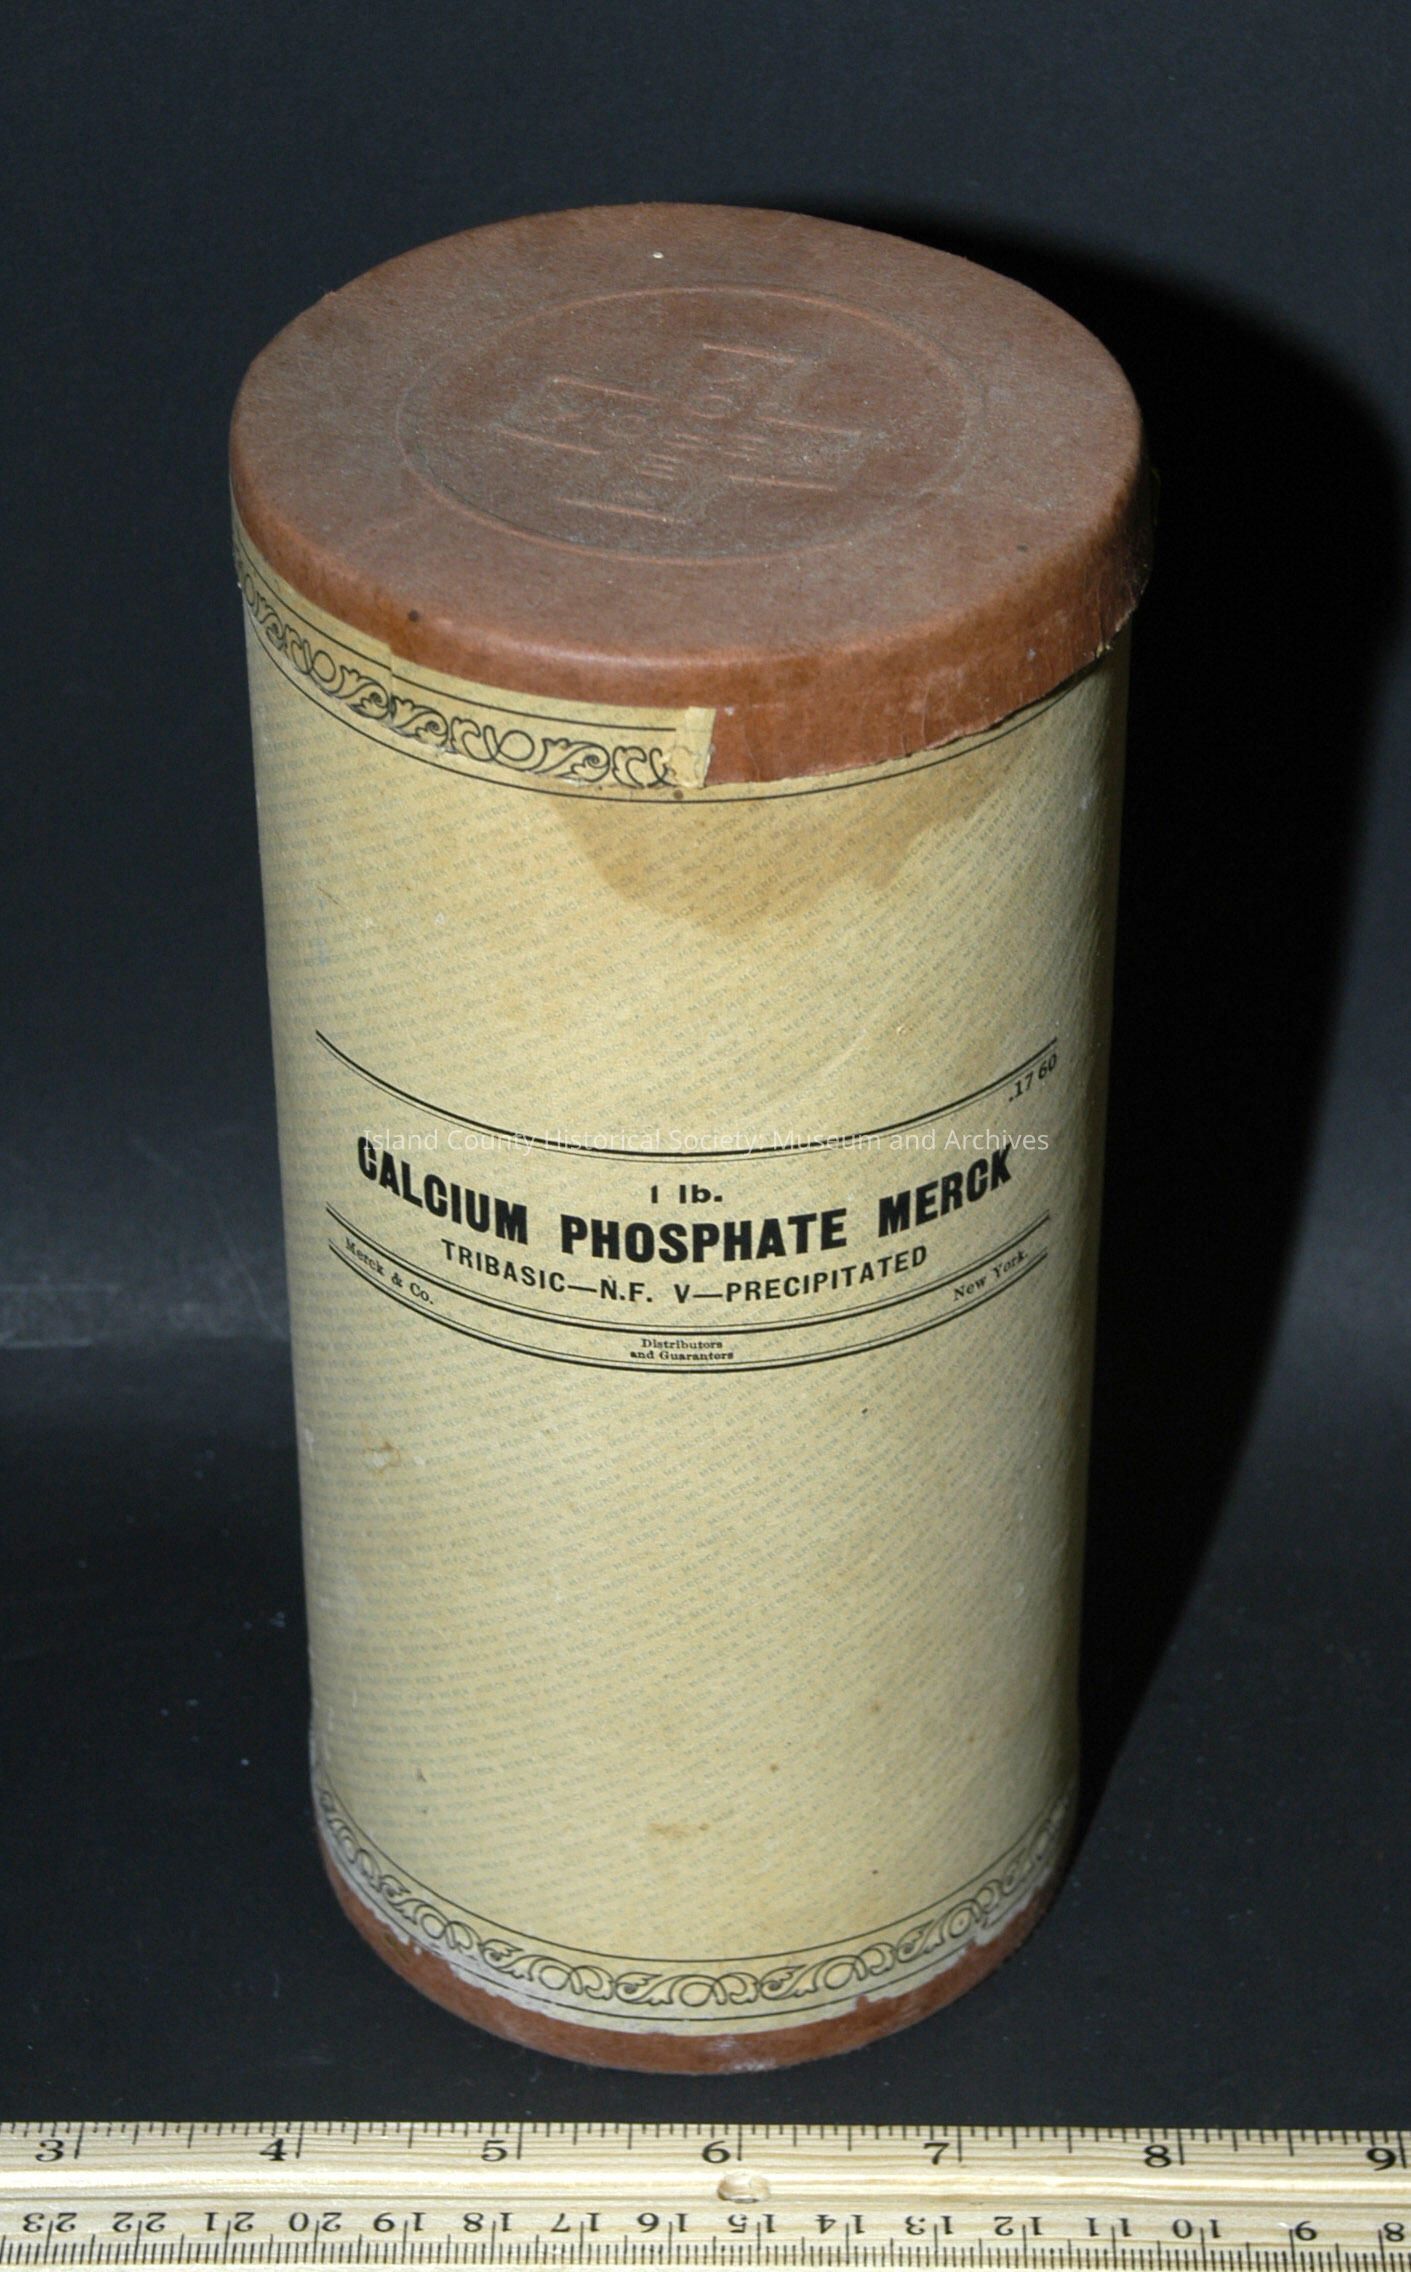 .17 60
Island County Historical Society: Museum and Archives
1 lb.
CALCIUM PHOSPHATE MERCK
TRIBASIC—N.F. V—PRECIPITATED
Merck & Co.
Distributors
and Guarantors
New York.
3 4 5 6 7 8 9
23 22 21 20 19 18 17 16 15 14 13 12 11 10 9 8